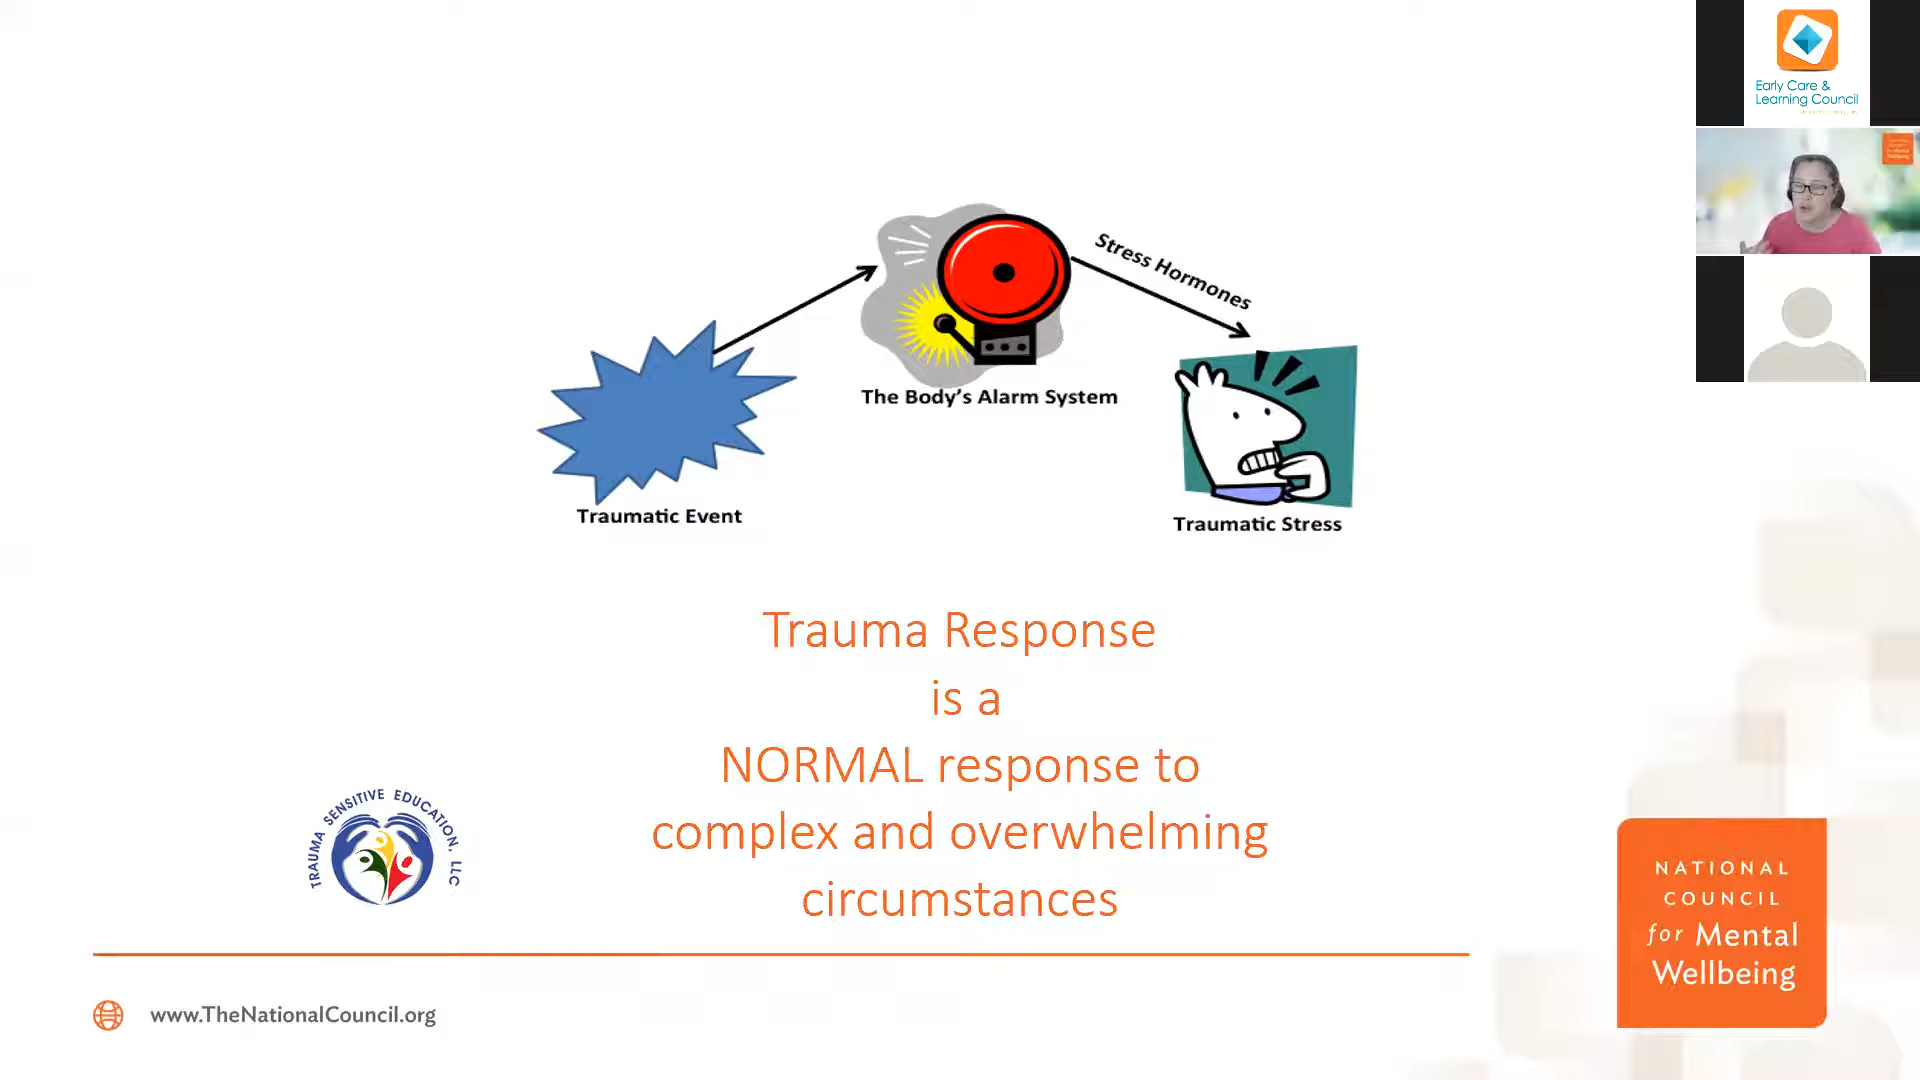 Early Care &
Learning Council
Stress Hormones
The Body's Alarm System
Traumatic Event
Traumatic Stress
Trauma Response
is a
NORMAL response to
complex and overwhelming
circumstances
TRAUMA SENSITIVE EDUCATION, LLC
NATIONAL
COUNCIL
for Mental
Wellbeing
www.TheNationalCouncil.org